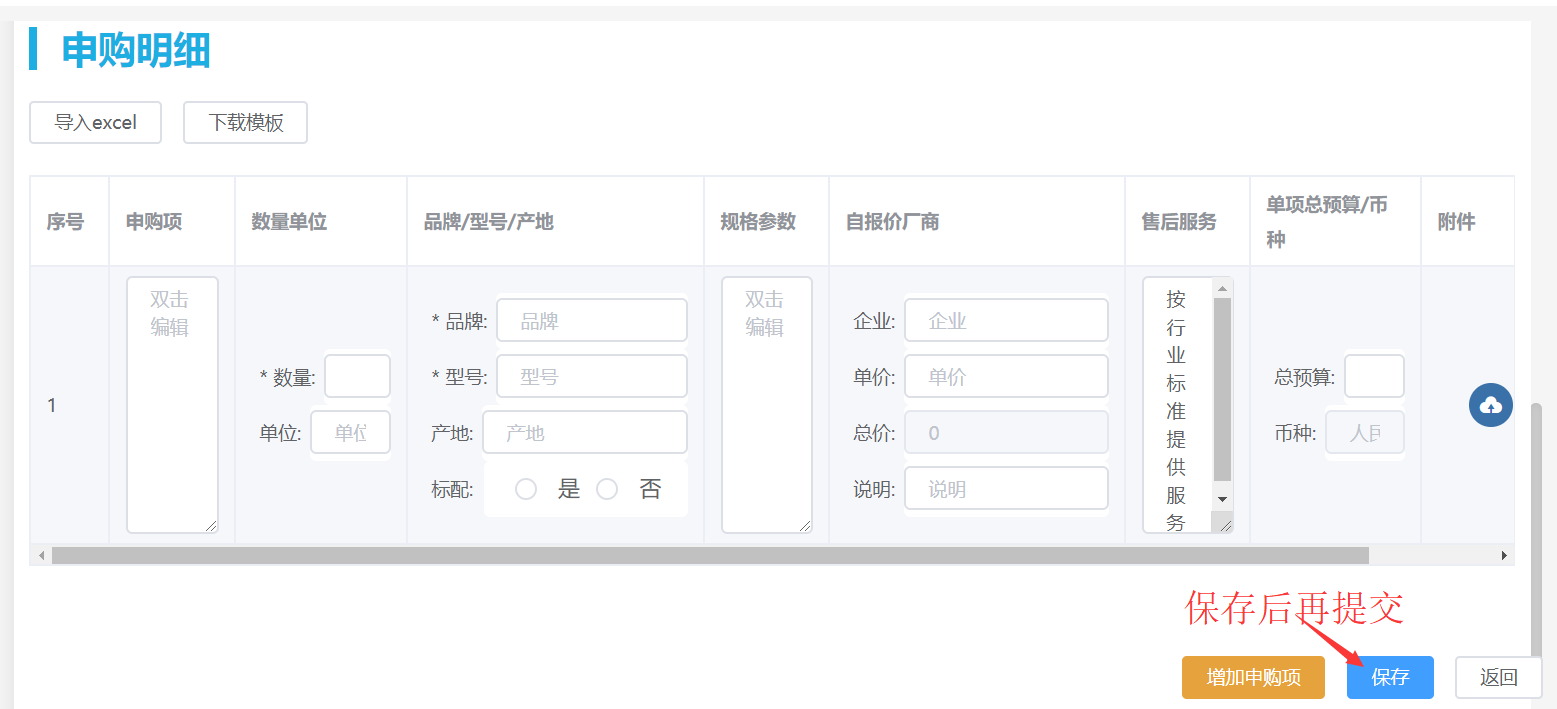 申购明细
导入excel
下载模板
序号
申购项
数量单位
品牌/型号/产地
规格参数
自报价厂商
售后服务
单项总预算/币
种
附件
1
双击
编辑
* 数量:
单位:
单位
* 品牌:
品牌
* 型号:
型号
产地:
产地
标配:
是
否
双击
编辑
企业:
企业
单价:
单价
总价:
0
说明:
说明
按
行
业
标
准
提
供
服
务
总预算:
币种:
人民
保存后再提交
增加申购项
保存
返回